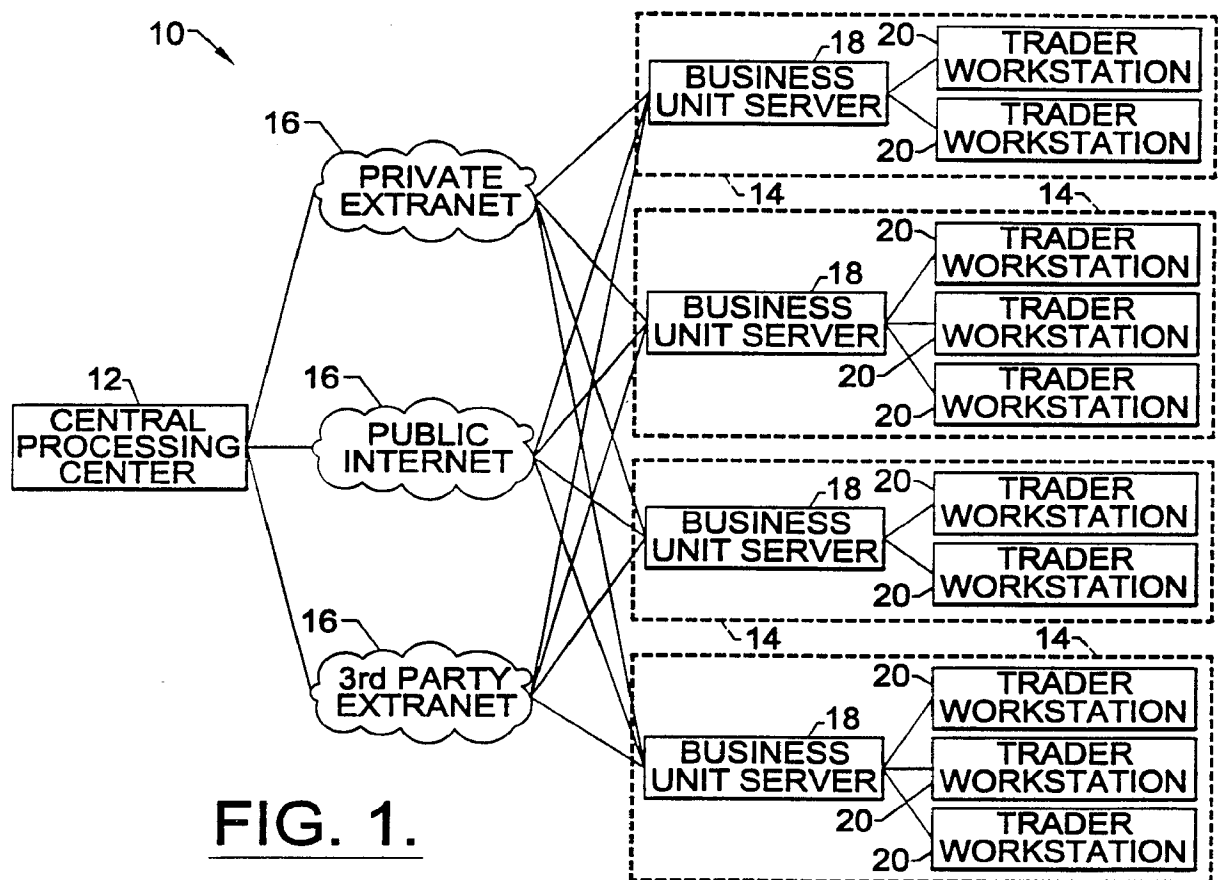 10
16
PRIVATE
EXTRANET
12
CENTRAL
PROCESSING
CENTER
16
PUBLIC
INTERNET
16
3rd PARTY
EXTRANET
18
BUSINESS
UNIT SERVER
20
TRADER
WORKSTATION
20
TRADER
WORKSTATION
14
14
18
BUSINESS
UNIT SERVER
20
TRADER
WORKSTATION
20
TRADER
WORKSTATION
20
TRADER
WORKSTATION
18
BUSINESS
UNIT SERVER
20
TRADER
WORKSTATION
20
TRADER
WORKSTATION
14
14
18
BUSINESS
UNIT SERVER
20
TRADER
WORKSTATION
20
TRADER
WORKSTATION
20
TRADER
WORKSTATION
FIG. 1.